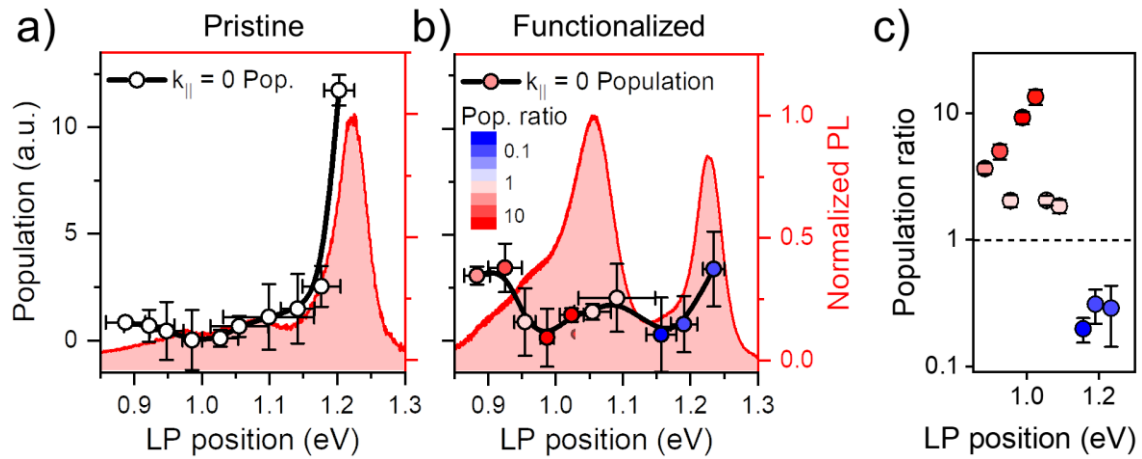 a) Pristine
b) Functionalized
c)
k|| = 0 Pop.
k|| = 0 Population
Pop. ratio
0.1
1
10
Population (a.u.)
10
5
0
0.9 1.0 1.1 1.2 1.3
LP position (eV)
0.9 1.0 1.1 1.2 1.3
LP position (eV)
1.0
0.5
0.0
Normalized PL
Population ratio
10
1
0.1
1.0 1.2
LP position (eV)